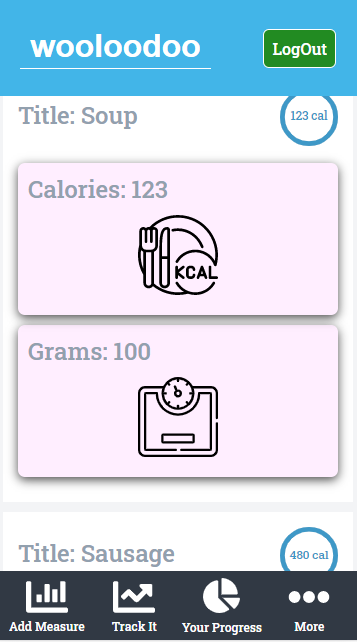 wooloodoo
LogOut
Title: Soup
123 cal
Calories: 123
KCAL
Grams: 100
Title: Sausage
480 cal
Add Measure
Track It
Your Progress
More